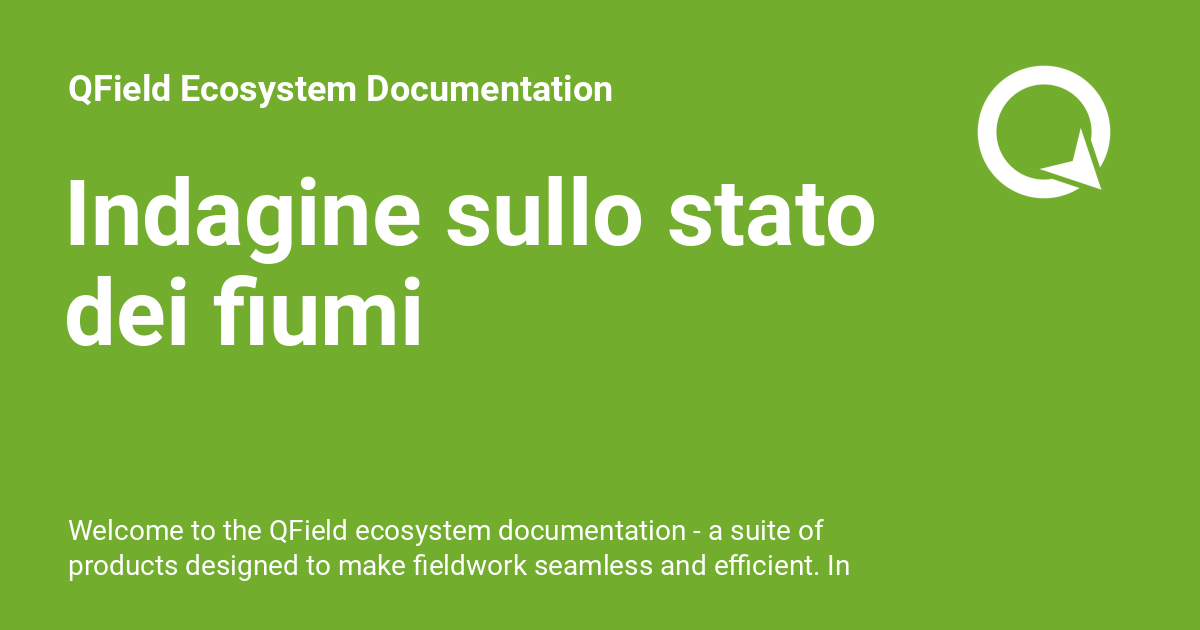 QField Ecosystem Documentation
Indagine sullo stato
dei fiumi
Welcome to the QField ecosystem documentation - a suite of
products designed to make fieldwork seamless and efficient. In